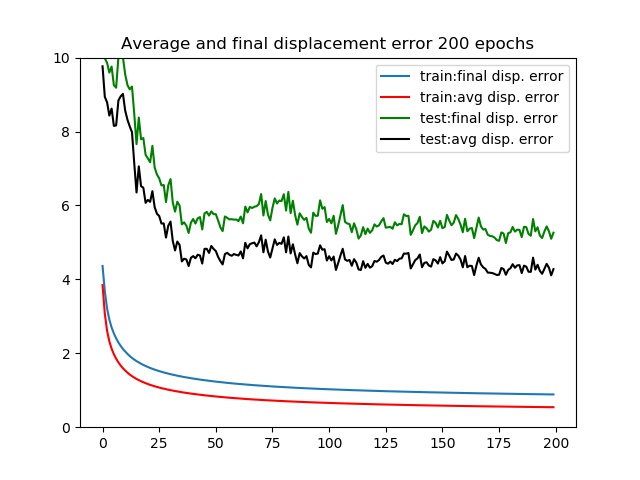 Average and final displacement error 200 epochs
train:final disp. error
train:avg disp. error
test:final disp. error
test:avg disp. error
10
8
6
4
2
0
0 25 50 75 100 125 150 175 200